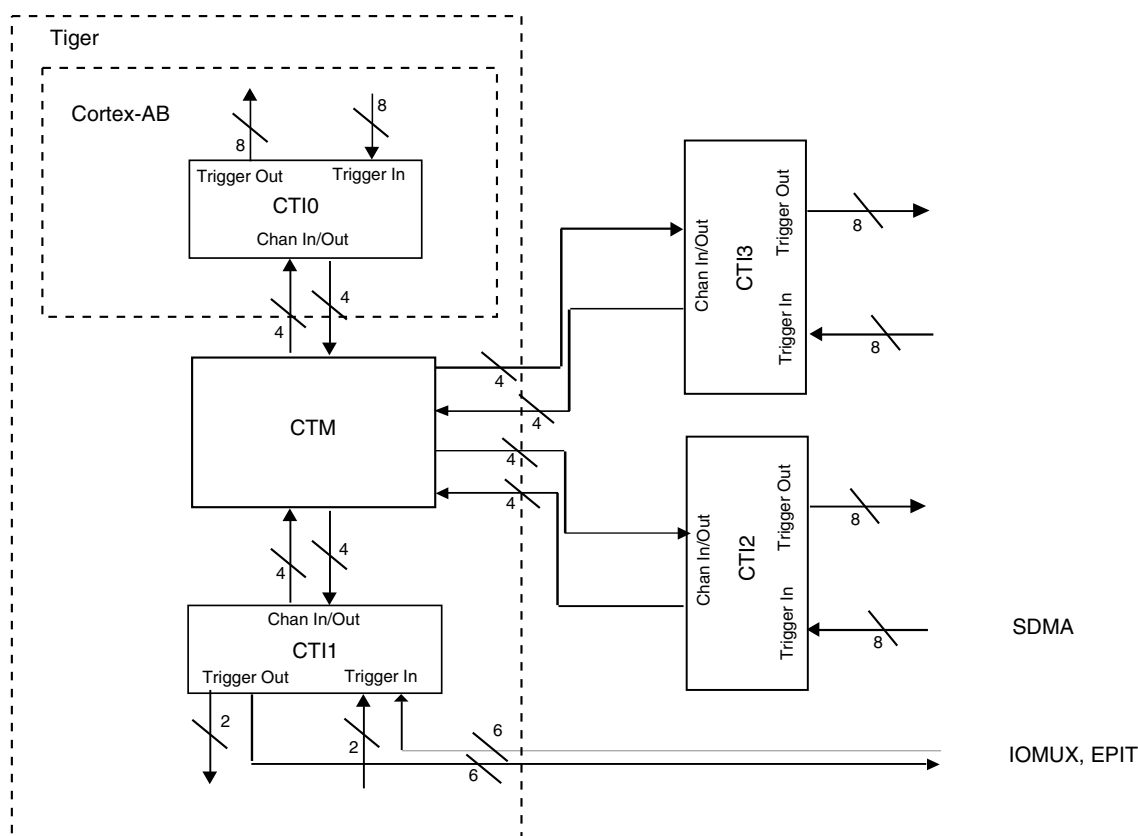 Tiger
Cortex-AB
8
8
Trigger Out
Trigger In
CTI0
Chan In/Out
4
4
CTM
4
4
4
4
Chan In/Out
CTI3
Trigger Out
Trigger In
8
8
Chan In/Out
CTI2
Trigger Out
Trigger In
8
8
SDMA
4
4
Chan In/Out
CTI1
Trigger Out
Trigger In
2
2
6
6
IOMUX, EPIT